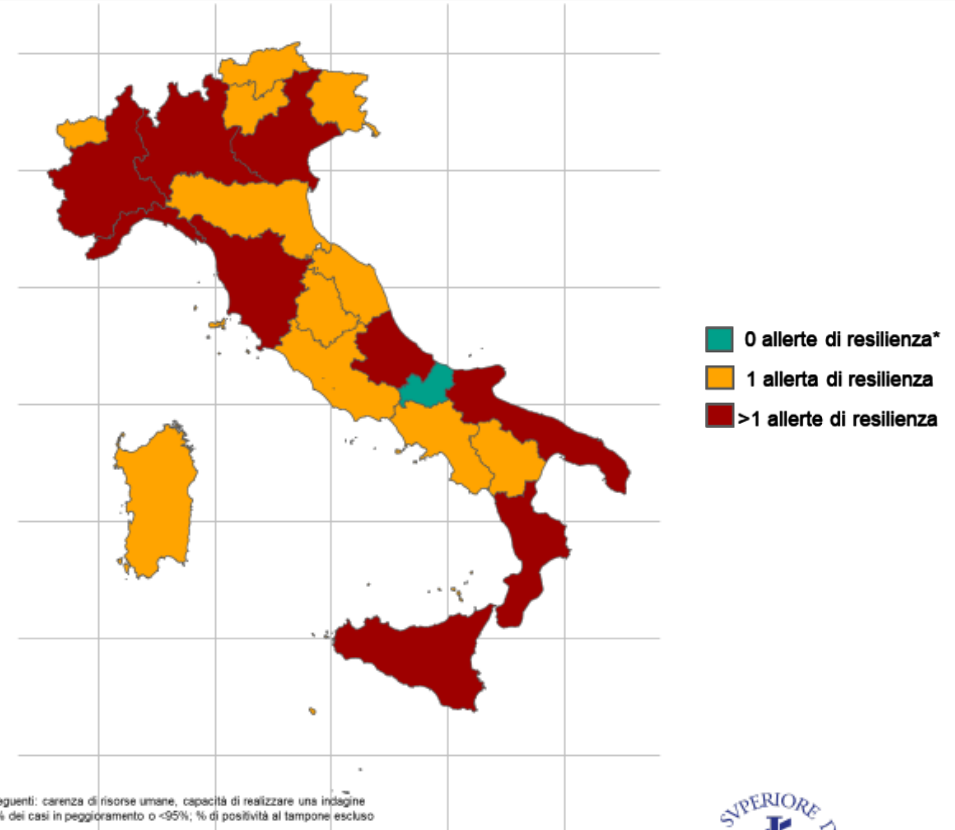 0 allerte di resilienza*
1 allerta di resilienza
>1 allerte di resilienza
eguenti: carenza di risorse umane, capacità di realizzare una indagine
% dei casi in peggioramento o <95%; % di positività al tampone escluso
SVPERIORE D